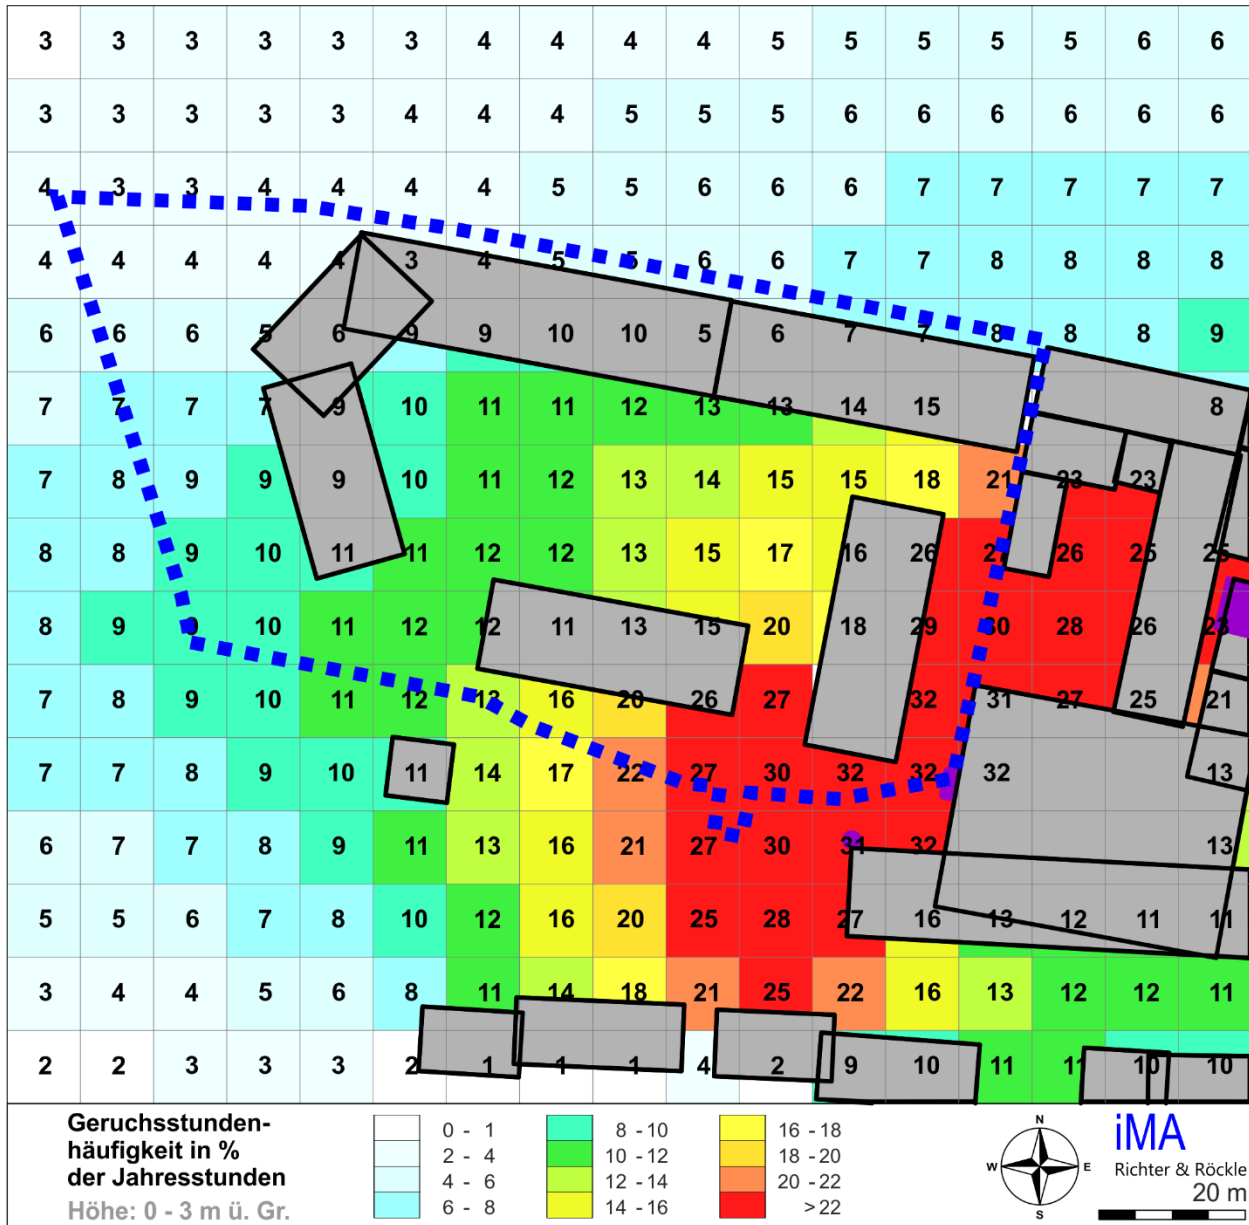 3 3 3 3 3 3 4 4 4 4 5 5 5 5 5 6 6
3 3 3 3 3 4 4 4 5 5 5 6 6 6 6 6 6
4 3 3 4 4 4 4 5 5 6 6 6 7 7 7 7 7
4 4 4 4 4 3 4 5 5 6 6 7 7 8 8 8 8
6 6 6 5 6 9 9 10 10 5 6 7 7 8 8 8 9
7 7 7 7 9 10 11 11 12 13 13 14 15 8
7 8 9 9 9 10 11 12 13 14 15 15 18 21 23 23
8 8 9 10 11 11 12 12 13 15 17 16 26 27 26 25 25
8 9 9 10 11 12 12 11 13 15 20 18 29 30 28 26 23
7 8 9 10 11 12 13 16 20 26 27 32 31 27 25 21
7 7 8 9 10 11 14 17 22 27 30 32 32 32 13
6 7 7 8 9 11 13 16 21 27 30 31 32 13
5 5 6 7 8 10 12 16 20 25 28 27 16 13 12 11 11
3 4 4 5 6 8 11 14 18 21 25 22 16 13 12 12 11
2 2 3 3 3 2 1 1 1 4 2 9 10 11 11 10 10
Geruchsstunden-
häufigkeit in %
der Jahresstunden
Höhe: 0 - 3 m ü. Gr.
0 - 1
2 - 4
4 - 6
6 - 8
8 - 10
10 - 12
12 - 14
14 - 16
16 - 18
18 - 20
20 - 22
>22
N
W E
S
iMA
Richter & Röckle
20 m